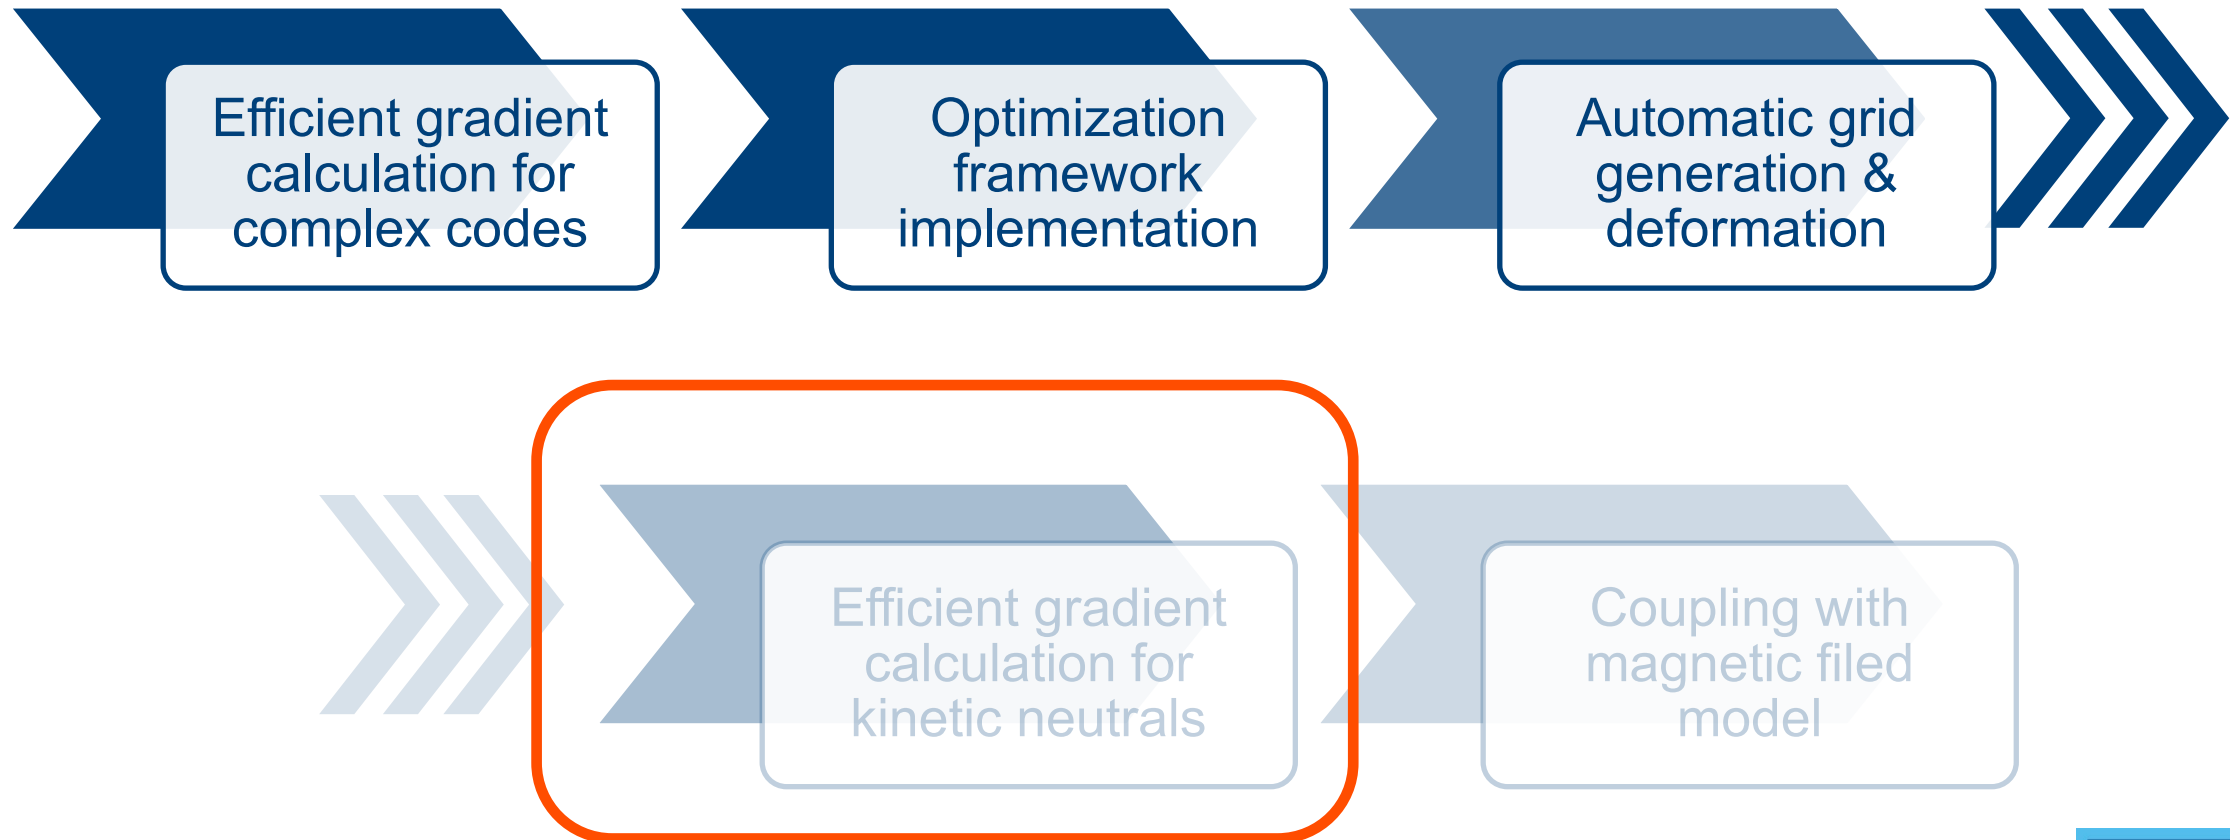 Efficient gradient
calculation for
complex codes
Optimization
framework
implementation
Automatic grid
generation &
deformation
Efficient gradient
calculation for
kinetic neutrals
Coupling with
magnetic filed
model